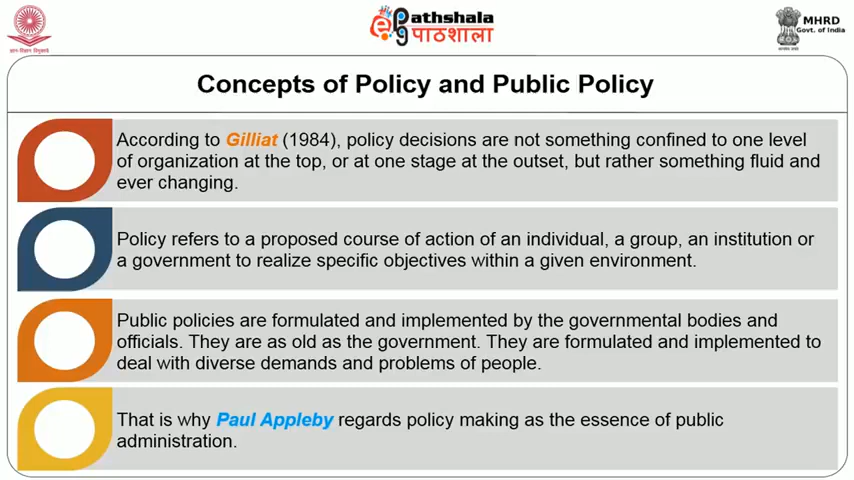 Pathshala
पाठशाला
MHRD
Govt. of India
Concepts of Policy and Public Policy
According to Gilliat (1984), policy decisions are not something confined to one level
of organization at the top, or at one stage at the outset, but rather something fluid and
ever changing.
Policy refers to a proposed course of action of an individual, a group, an institution or
a government to realize specific objectives within a given environment.
Public policies are formulated and implemented by the governmental bodies and
officials. They are as old as the government. They are formulated and implemented to
deal with diverse demands and problems of people.
That is why Paul Appleby regards policy making as the essence of public
administration.